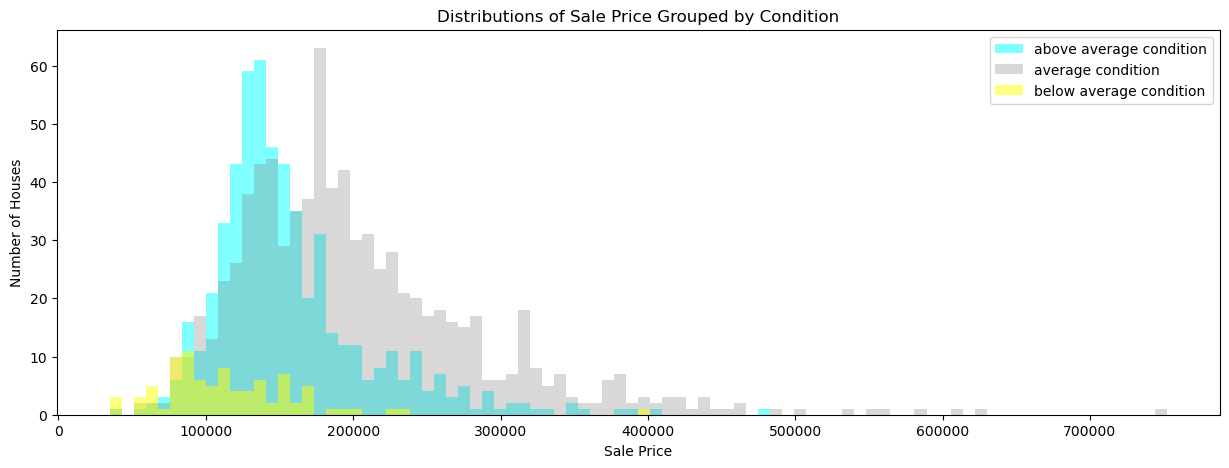 Distributions of Sale Price Grouped by Condition
above average condition
average condition
below average condition
Number of Houses
60
50
40
30
20
10
0
0 100000 200000 300000 400000 500000 600000 700000
Sale Price